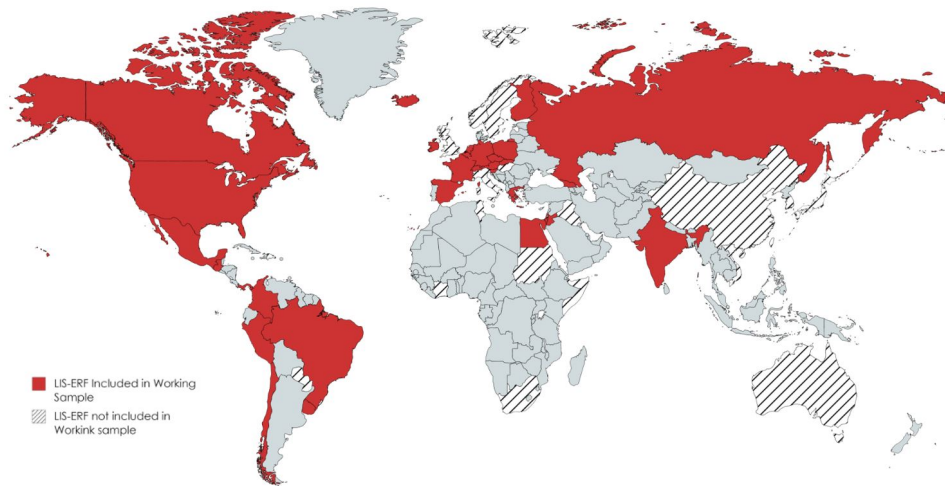 LIS-ERF Included in Working
Sample
LIS-ERF not included in
Workink sample